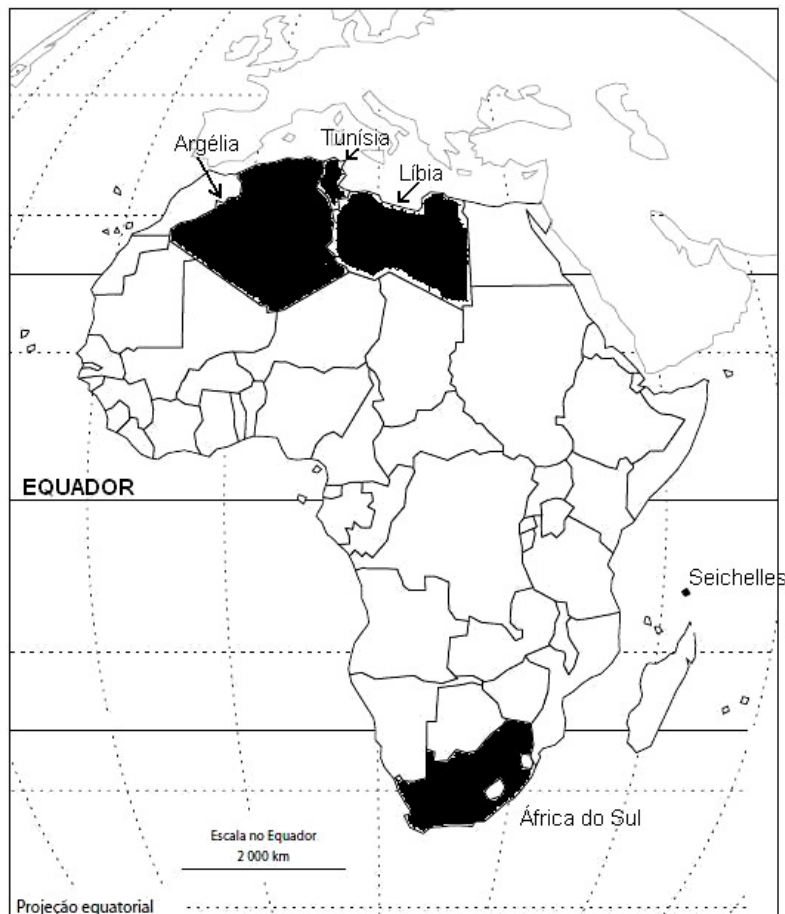 Argélia
Tunísia
Líbia
EQUADOR
Seichelles
África do Sul
Escala no Equador
2 000 km
Projeção equatorial